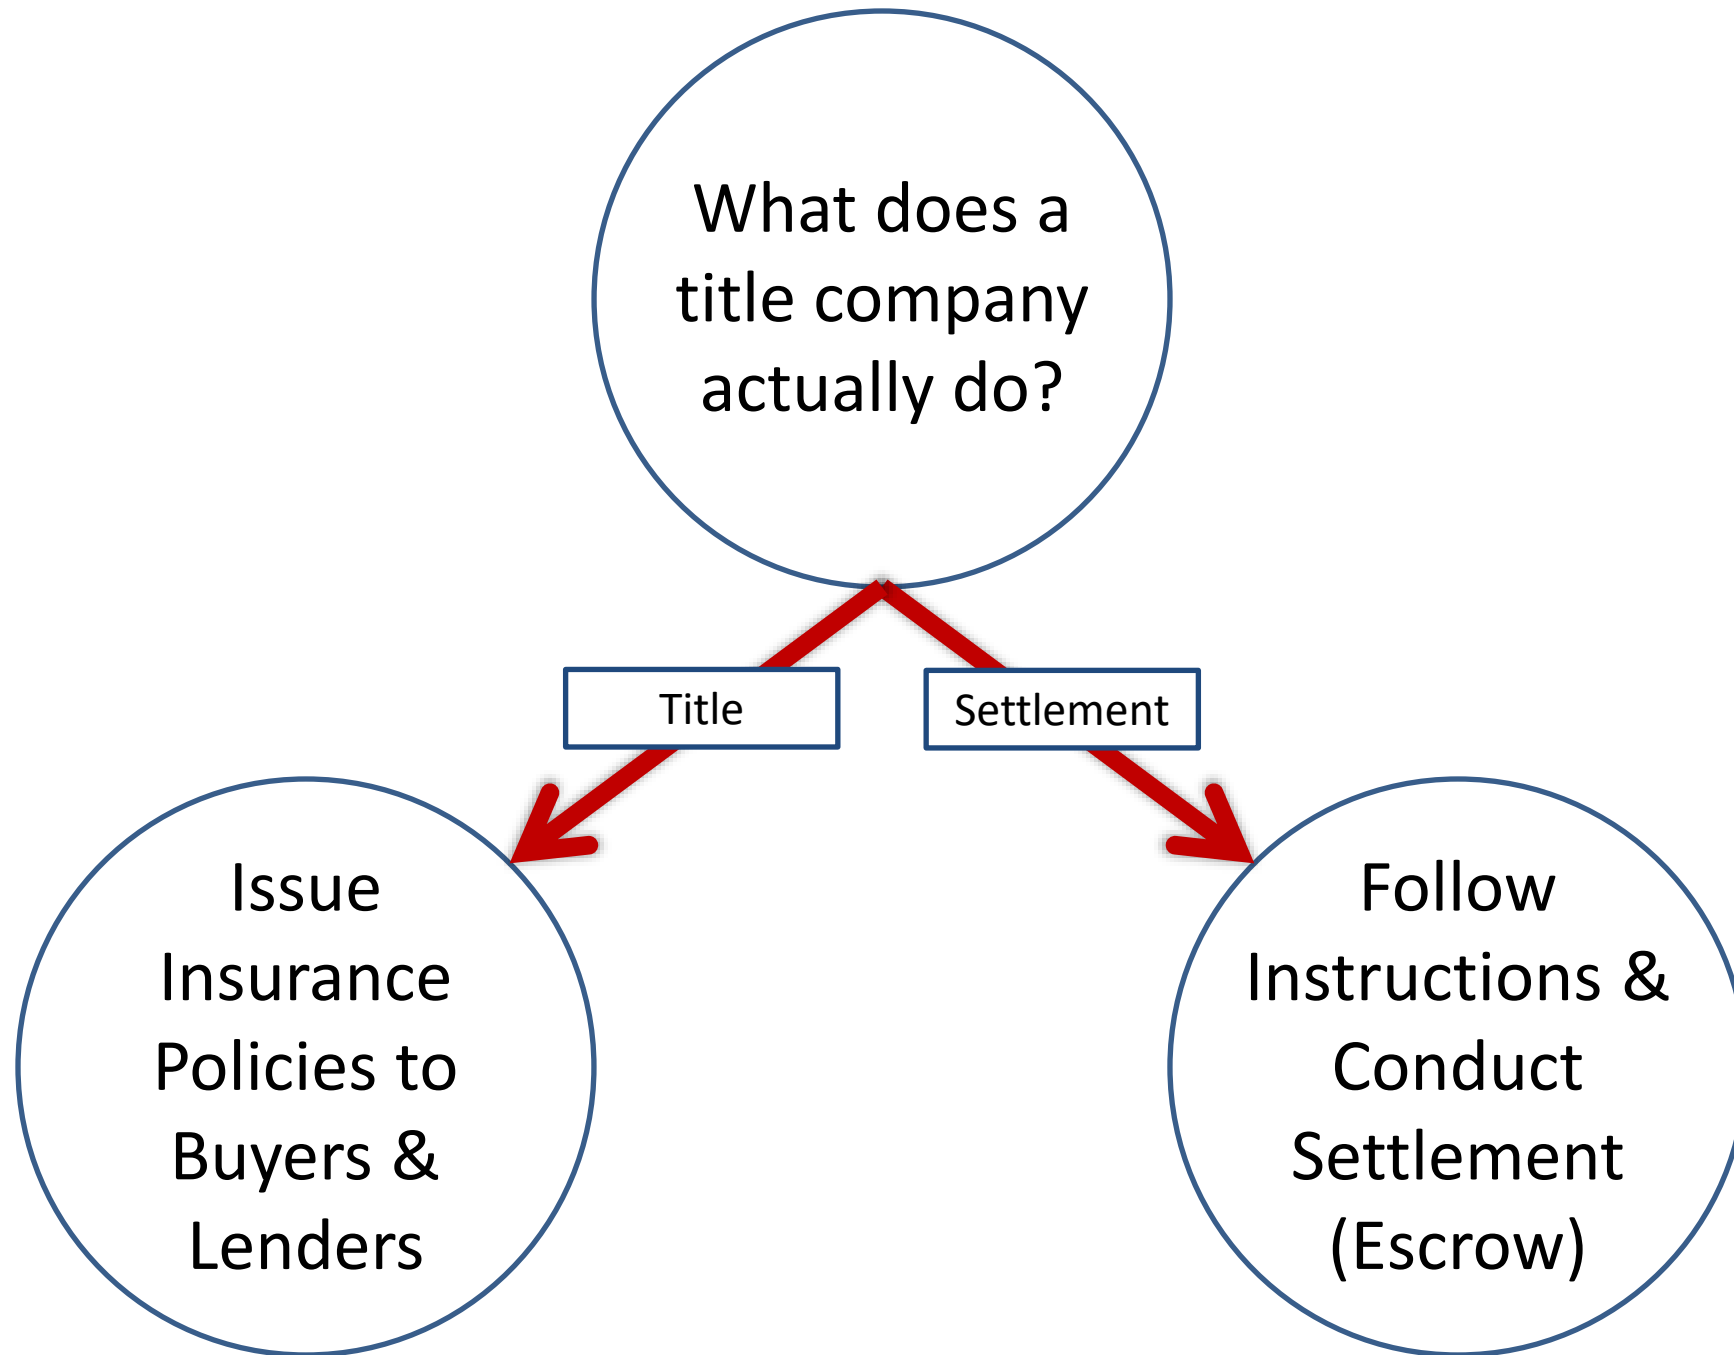 What does a
title company
actually do?
Title
Settlement
Issue
Insurance
Policies to
Buyers &
Lenders
Follow
Instructions &
Conduct
Settlement
(Escrow)